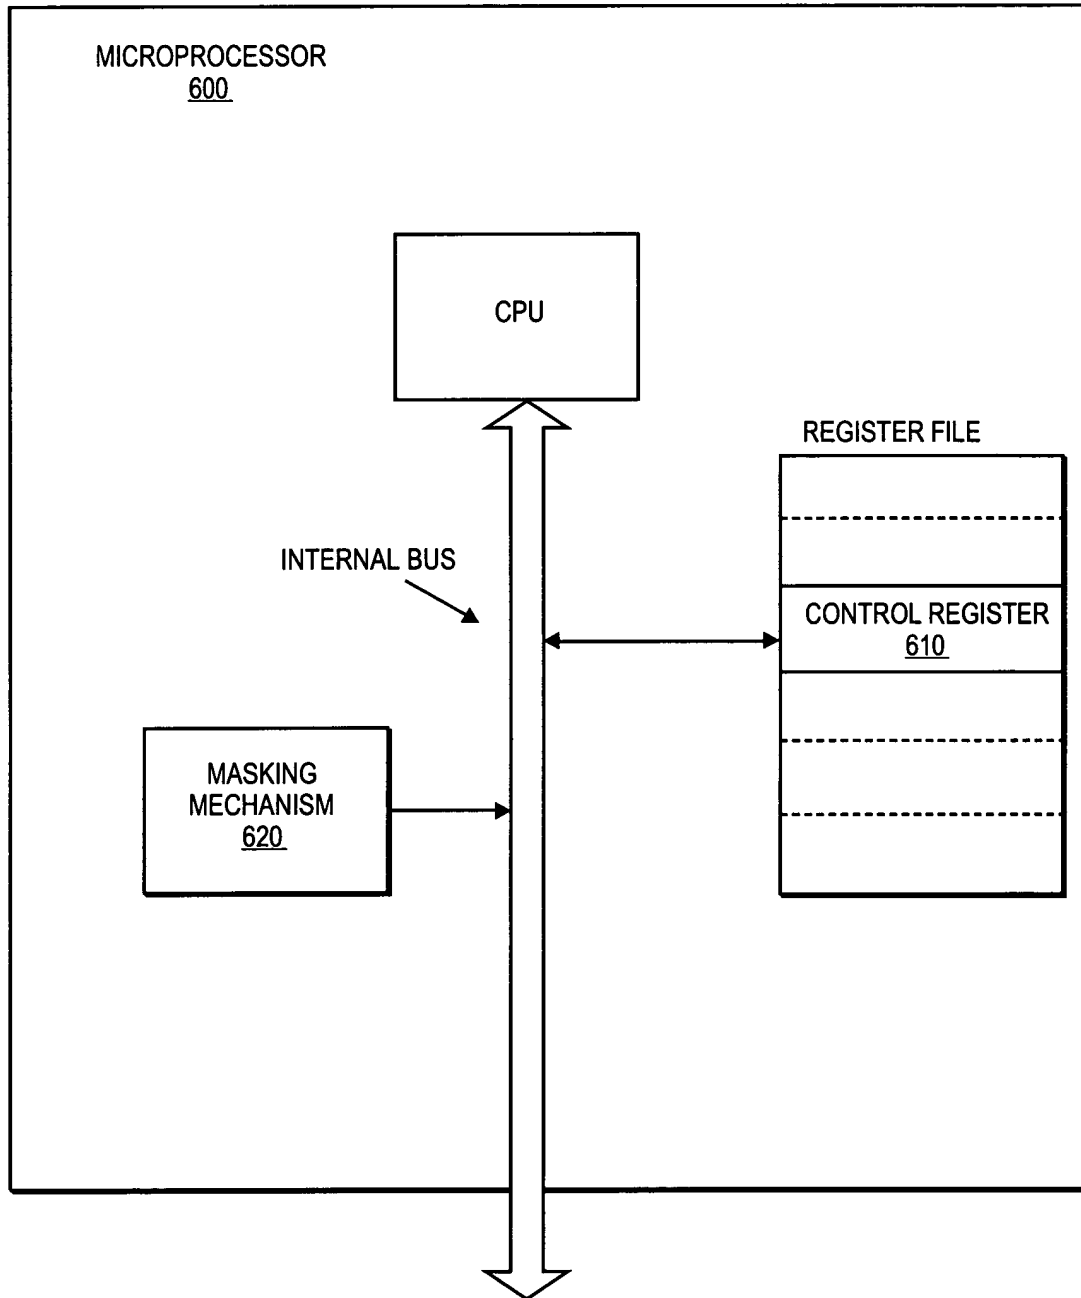 MICROPROCESSOR
600
CPU
REGISTER FILE
INTERNAL BUS
CONTROL REGISTER
610
MASKING
MECHANISM
620